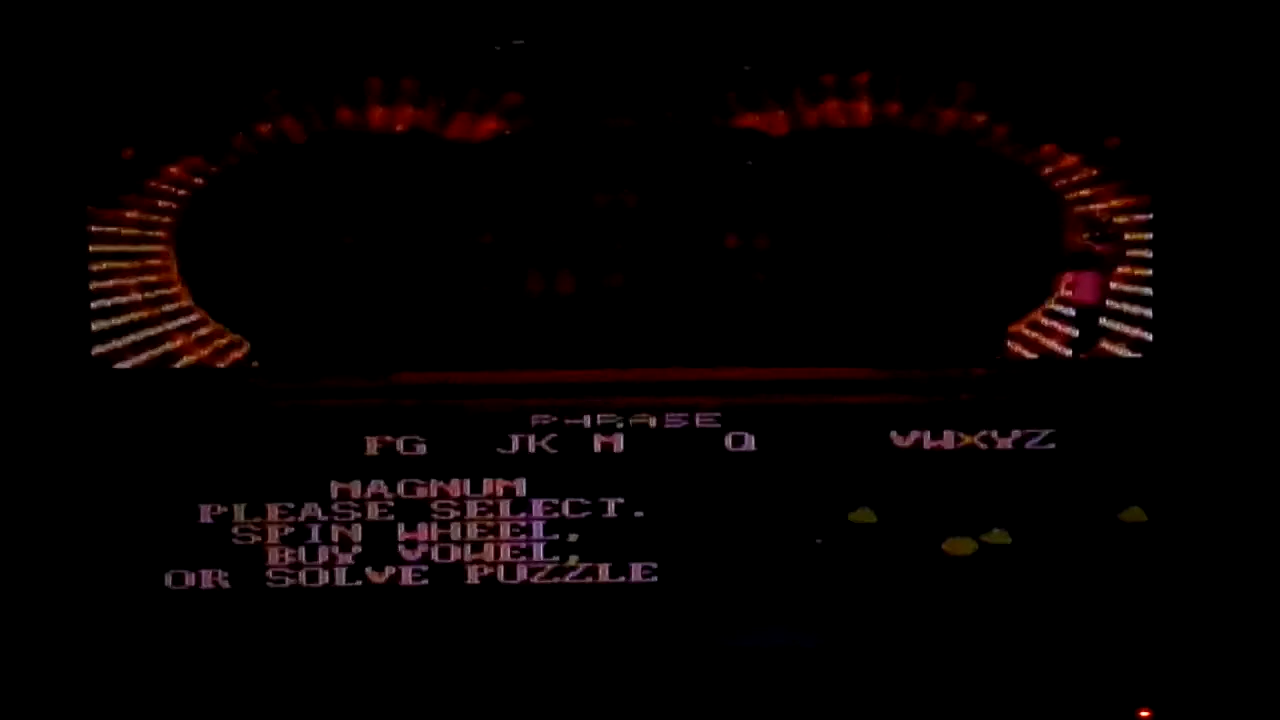 PHRASE
FG JK M Q VWXYZ
MAGNUM
PLEASE SELECT.
SPIN WHEEL,
BUY VOWEL,
OR SOLVE PUZZLE